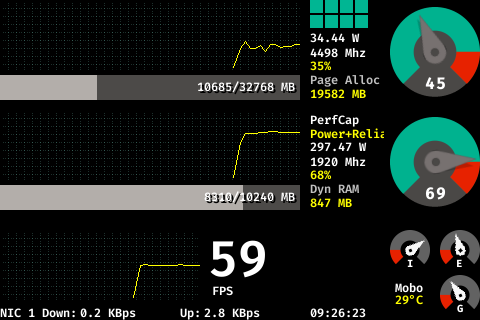 34.44 W
4498 Mhz
35%
Page Alloc
19582 MB
10685/32768 MB
45
PerfCap
Power+Relia
297.47 W
1920 Mhz
68%
Dyn RAM
847 MB
8310/10240 MB
69
59
FPS
I
E
Mobo
29°C
G
NIC 1 Down: 0.2 KBps
Up: 2.8 KBps
09:26:23